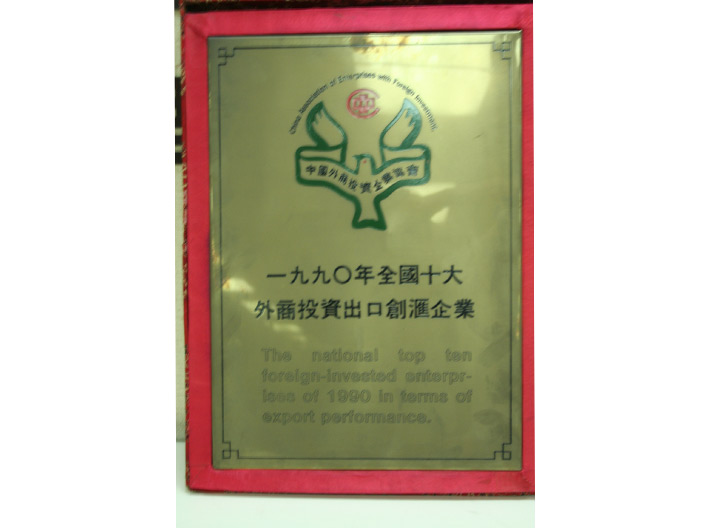 China Association of Enterprises with Foreign Investment
中國外商投資企業協會
一九九〇年全國十大
外商投資出口創滙企業
The national top ten
foreign-invested enterpr-
ises of 1990 in terms of
export performance.